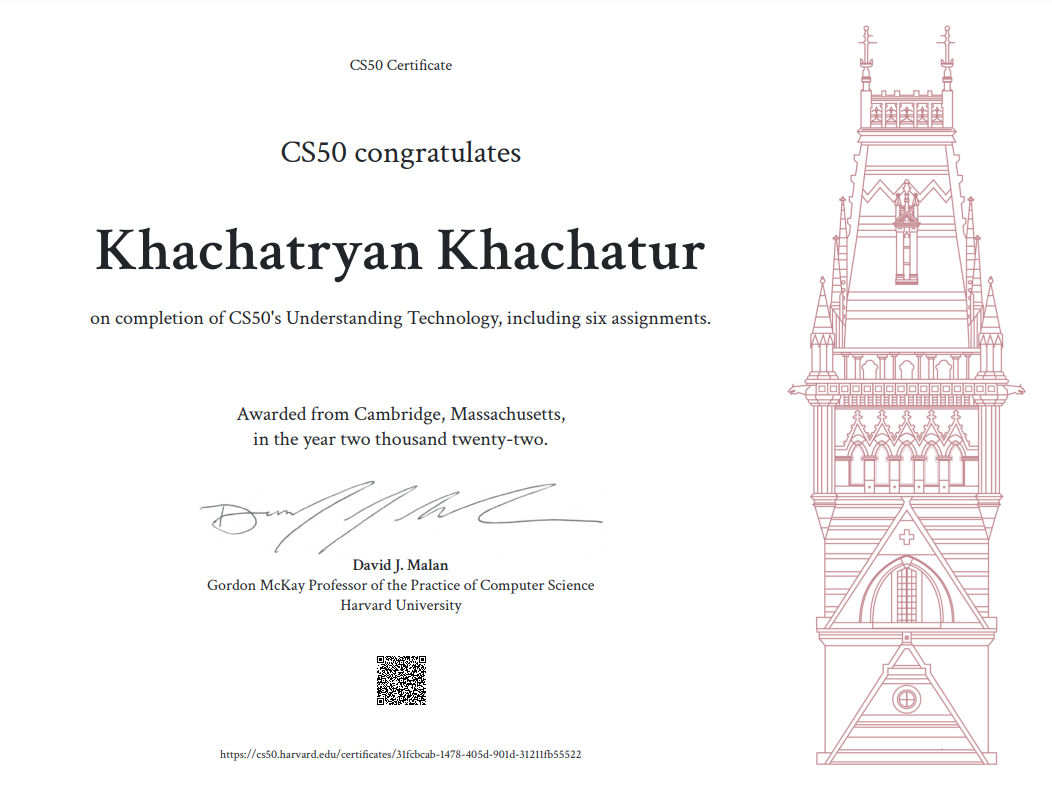 CS50 Certificate
CS50 congratulates
Khachatryan Khachatur
on completion of CS50's Understanding Technology, including six assignments.
Awarded from Cambridge, Massachusetts,
in the year two thousand twenty-two.
David J. Malan
Gordon McKay Professor of the Practice of Computer Science
Harvard University
https://cs50.harvard.edu/certificates/31fcbcab-1478-405d-901d-31211fb55522